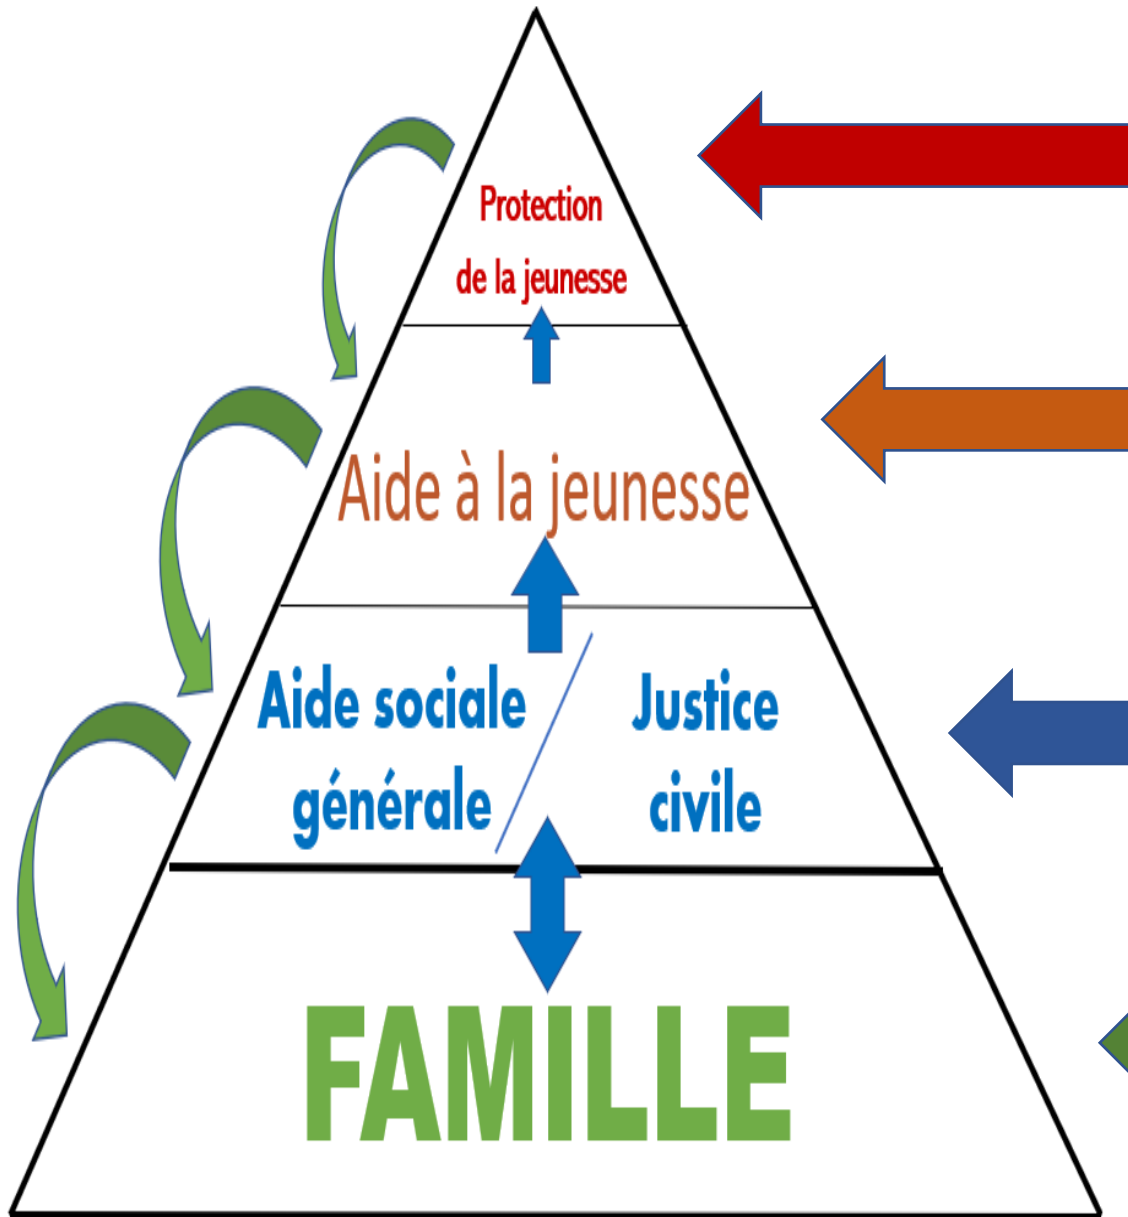 Protection
de la jeunesse
Aide à la jeunesse
Aide sociale
générale
Justice
civile
FAMILLE